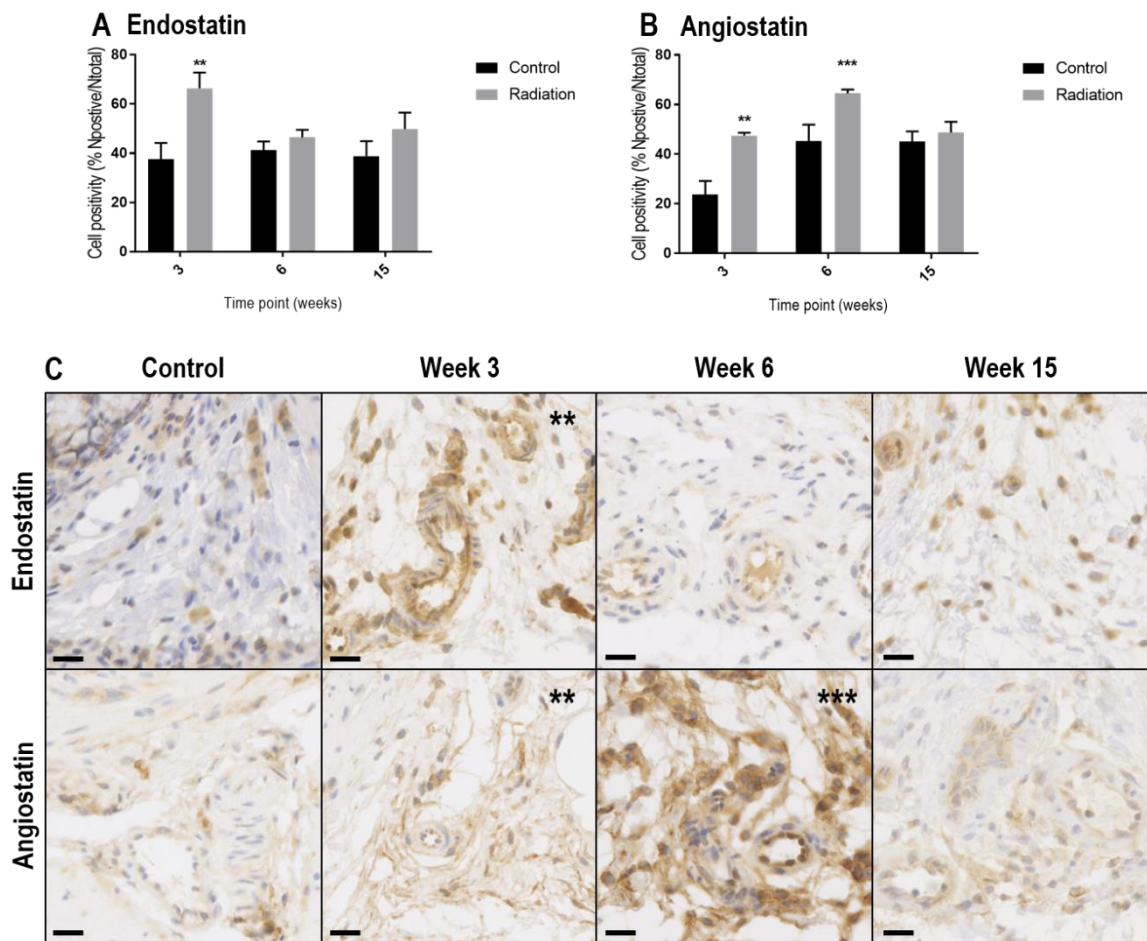 A Endostatin
**
Control
Radiation
Cell positivity (% Npostive/Ntotal)
80
60
40
20
0
3
6
15
Time point (weeks)
B Angiostatin
**
***
Control
Radiation
Cell positivity (% Npostive/Ntotal)
80
60
40
20
0
3
6
15
Time point (weeks)
C Control Week 3 Week 6 Week 15
Endostatin
**
Angiostatin
** ***